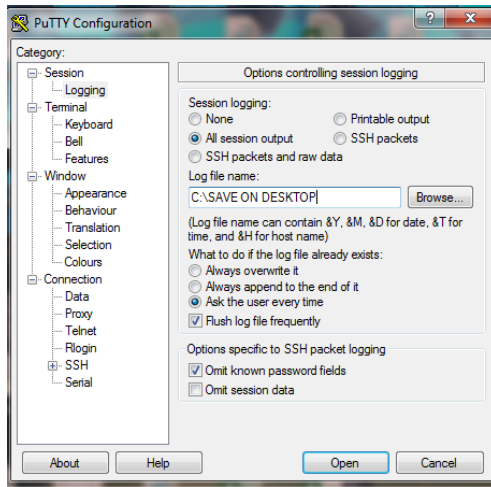 PuTTY Configuration
?
X
Category:
Session
Logging
Terminal
Keyboard
Bell
Features
Window
Appearance
Behaviour
Translation
Selection
Colours
Connection
Data
Proxy
Telnet
Rlogin
SSH
Serial
Options controlling session logging
Session logging:
None
Printable output
All session output
SSH packets
SSH packets and raw data
Log file name:
C:\SAVE ON DESKTOP
Browse...
(Log file name can contain &Y, &M, &D for date, &T for
time, and &H for host name)
What to do if the log file already exists:
Always overwrite it
Always append to the end of it
Ask the user every time
Flush log file frequently
Options specific to SSH packet logging
Omit known password fields
Omit session data
About
Help
Open
Cancel